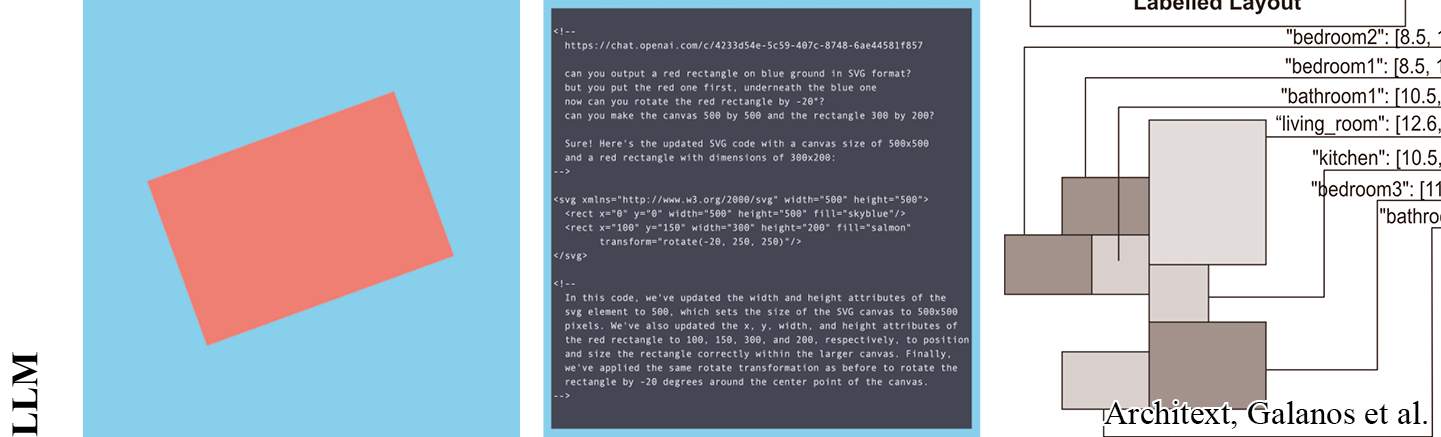 LLM
<!--
https://chat.openai.com/c/4233d54e-5c59-407c-8748-6ae44581f857
can you output a red rectangle on blue ground in SVG format?
but you put the red one first, underneath the blue one
now can you rotate the red rectangle by -20°?
can you make the canvas 500 by 500 and the rectangle 300 by 200?
Sure! Here's the updated SVG code with a canvas size of 500x500
and a red rectangle with dimensions of 300x200:
-->
<svg xmlns="http://www.w3.org/2000/svg" width="500" height="500">
<rect x="0" y="0" width="500" height="500" fill="skyblue"/>
<rect x="100" y="150" width="300" height="200" fill="salmon"
transform="rotate(-20, 250, 250)"/>
</svg>
<!--
In this code, we've updated the width and height attributes of the
svg element to 500, which sets the size of the SVG canvas to 500x500
pixels. We've also updated the x, y, width, and height attributes of
the red rectangle to 100, 150, 300, and 200, respectively, to position
and size the rectangle correctly within the larger canvas. Finally,
we've applied the same rotate transformation as before to rotate the
rectangle by -20 degrees around the center point of the canvas.
-->
Labelled Layout
"bedroom2": [8.5,
"bedroom1": [8.5,
"bathroom1": [10.5,
“living_room": [12.6,
"kitchen": [10.5,
"bedroom3": [11
"bathro
Architext, Galanos et al.